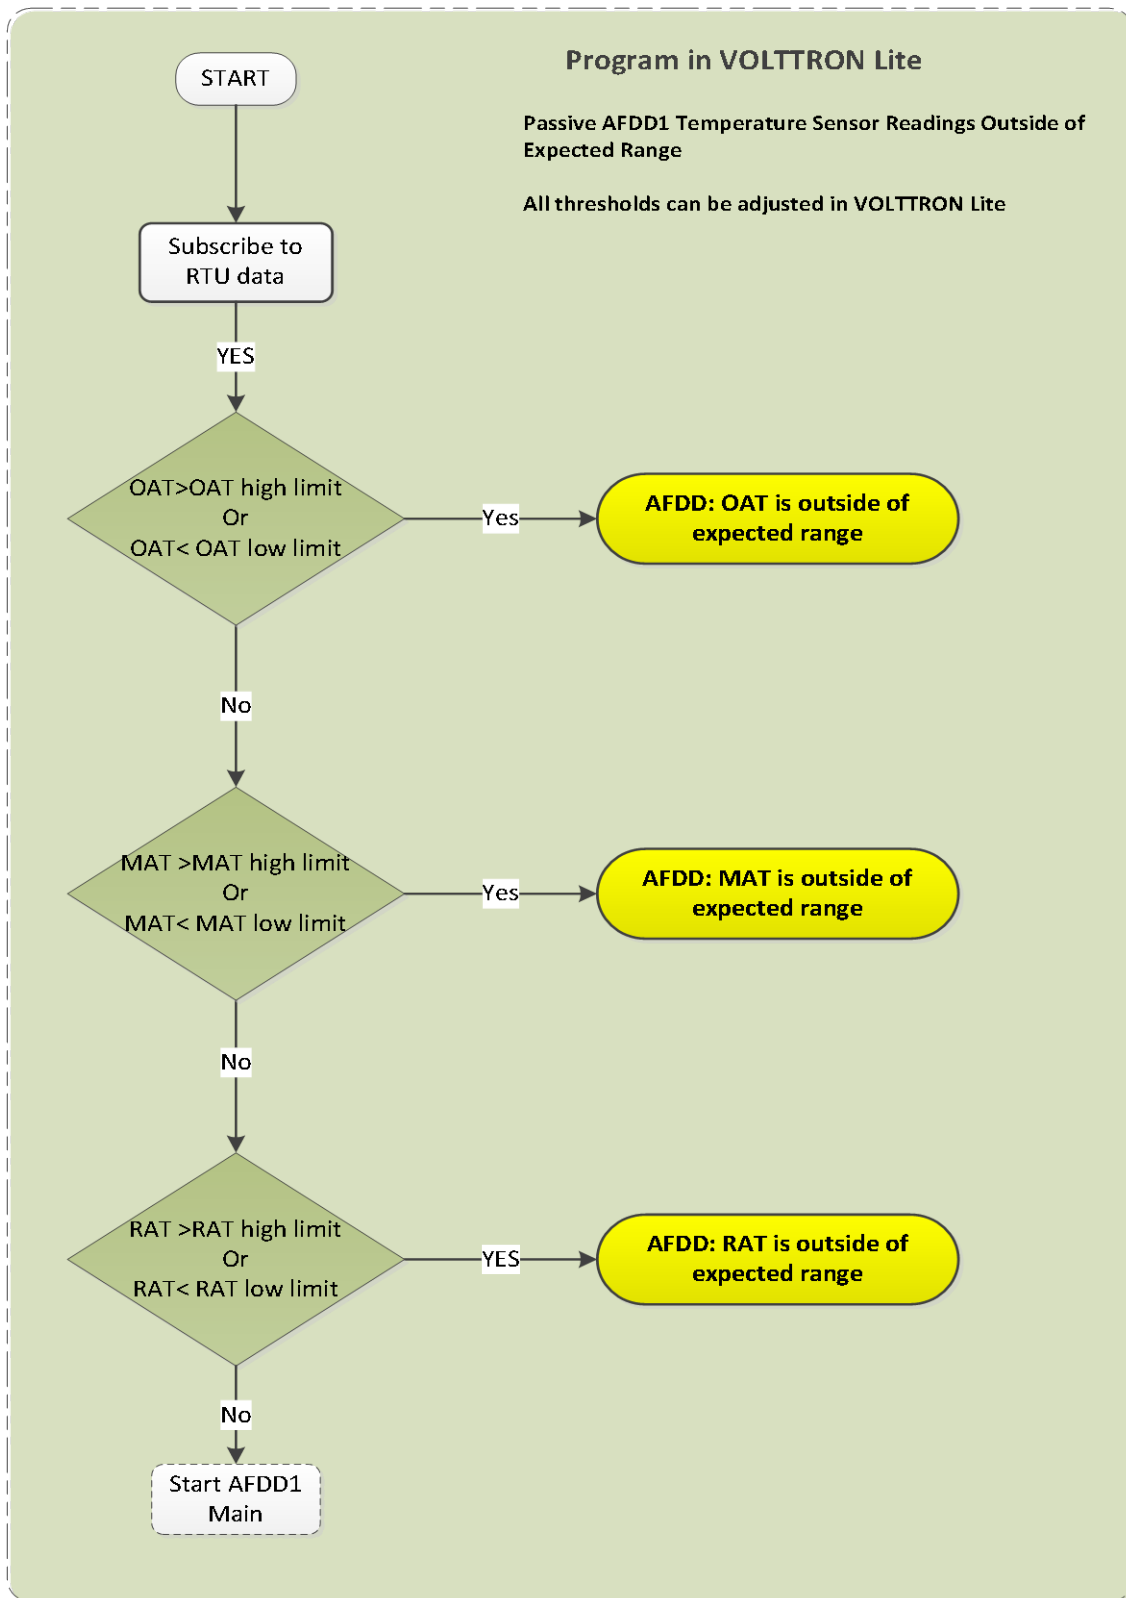 START
Program in VOLTTRON Lite
Passive AFDD1 Temperature Sensor Readings Outside of
Expected Range
All thresholds can be adjusted in VOLTTRON Lite
Subscribe to
RTU data
YES
OAT>OAT high limit
Or
OAT< OAT low limit
Yes
AFDD: OAT is outside of
expected range
No
MAT >MAT high limit
Or
MAT< MAT low limit
Yes
AFDD: MAT is outside of
expected range
No
RAT >RAT high limit
Or
RAT< RAT low limit
YES
AFDD: RAT is outside of
expected range
No
Start AFDD1
Main